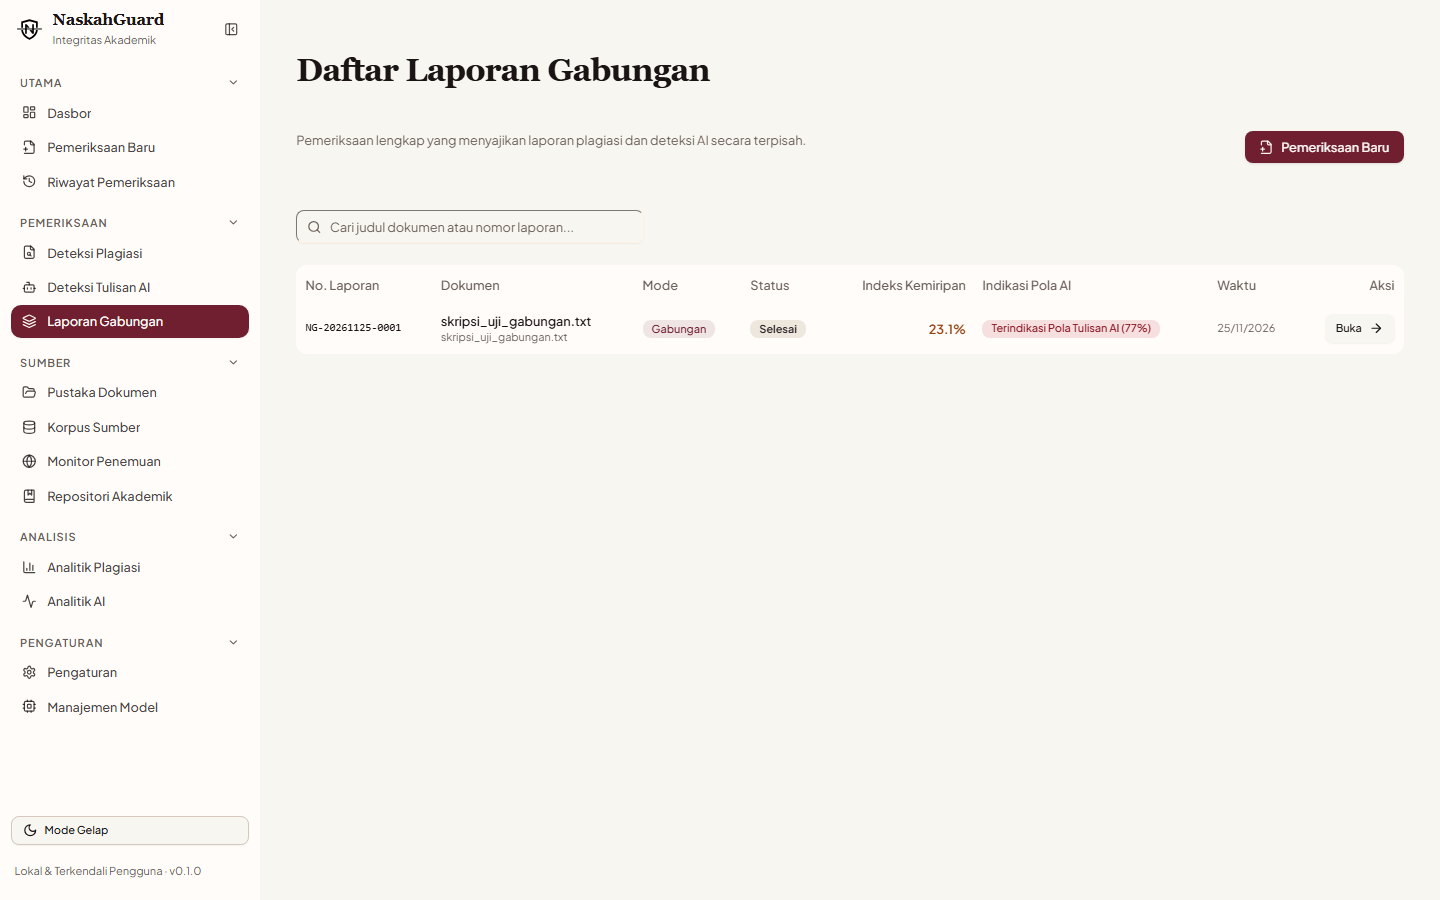 NaskahGuard
Integritas Akademik
UTAMA
Dasbor
Pemeriksaan Baru
Riwayat Pemeriksaan
PEMERIKSAAN
Deteksi Plagiasi
Deteksi Tulisan AI
Laporan Gabungan
SUMBER
Pustaka Dokumen
Korpus Sumber
Monitor Penemuan
Repositori Akademik
ANALISIS
Analitik Plagiasi
Analitik AI
PENGATURAN
Pengaturan
Manajemen Model
Mode Gelap
Lokal & Terkendali Pengguna · v0.1.0
Daftar Laporan Gabungan
Pemeriksaan lengkap yang menyajikan laporan plagiasi dan deteksi AI secara terpisah.
Pemeriksaan Baru
Cari judul dokumen atau nomor laporan...
No. Laporan Dokumen Mode Status Indeks Kemiripan Indikasi Pola AI Waktu Aksi
NG-20261125-0001 skripsi_uji_gabungan.txt Gabungan Selesai 23.1% Terindikasi Pola Tulisan AI (77%) 25/11/2026 Buka
skripsi_uji_gabungan.txt